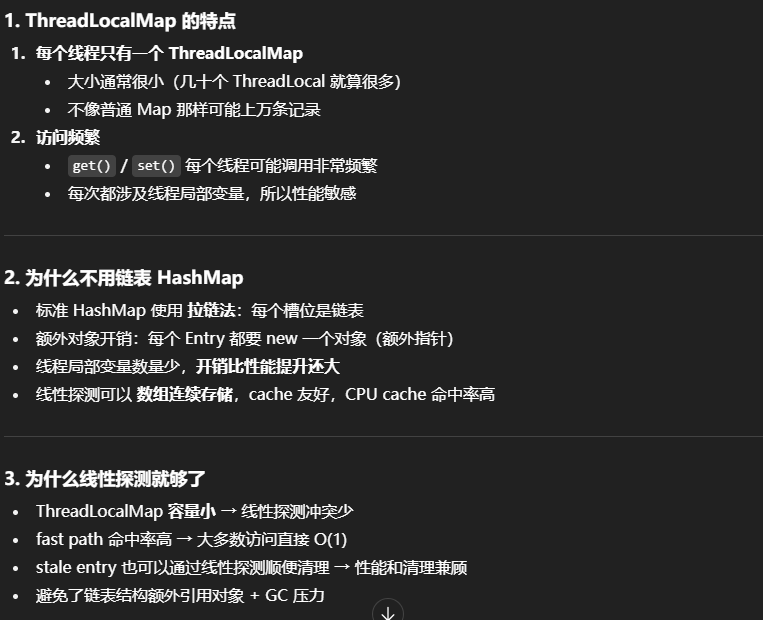 1. ThreadLocalMap 的特点
1. 每个线程只有一个 ThreadLocalMap
• 大小通常很小（几十个 ThreadLocal 就算很多）
• 不像普通 Map 那样可能上万条记录
2. 访问频繁
• get() / set() 每个线程可能调用非常频繁
• 每次都涉及线程局部变量，所以性能敏感
2. 为什么不用链表 HashMap
• 标准 HashMap 使用 拉链法：每个槽位是链表
• 额外对象开销：每个 Entry 都要 new 一个对象（额外指针）
• 线程局部变量数量少，开销比性能提升还大
• 线性探测可以 数组连续存储，cache 友好，CPU cache 命中率高
3. 为什么线性探测就够了
• ThreadLocalMap 容量小 → 线性探测冲突少
• fast path 命中率高 → 大多数访问直接 O(1)
• stale entry 也可以通过线性探测顺便清理 → 性能和清理兼顾
• 避免了链表结构额外引用对象 + GC 压力